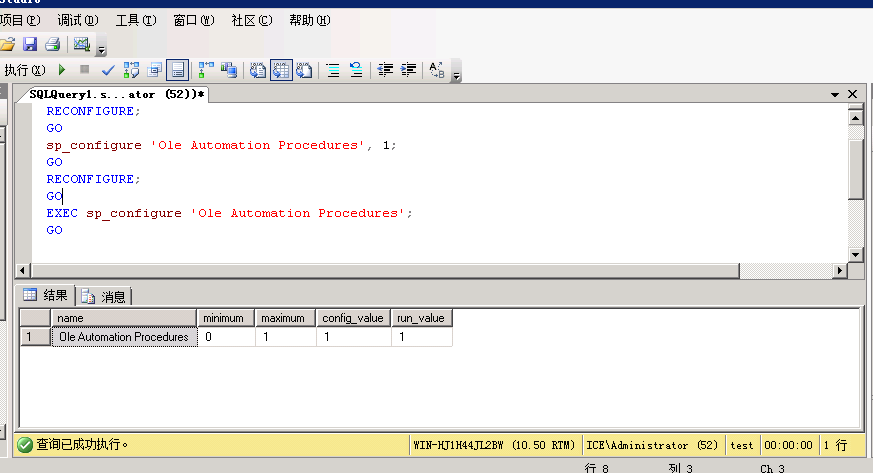 项目(P) 调试(D) 工具(T) 窗口(W) 社区(C) 帮助(H)
执行(X)
SQLQuery1.s...ator (52))*
RECONFIGURE;
GO
sp_configure 'Ole Automation Procedures', 1;
GO
RECONFIGURE;
GO
EXEC sp_configure 'Ole Automation Procedures';
GO
结果 消息
name minimum maximum config_value run_value
1 Ole Automation Procedures 0 1 1 1
查询已成功执行。 WIN-HJ1H44JL2BW (10.50 RTM) ICE\Administrator (52) test 00:00:00 1 行
行 8 列 3 Ch 3